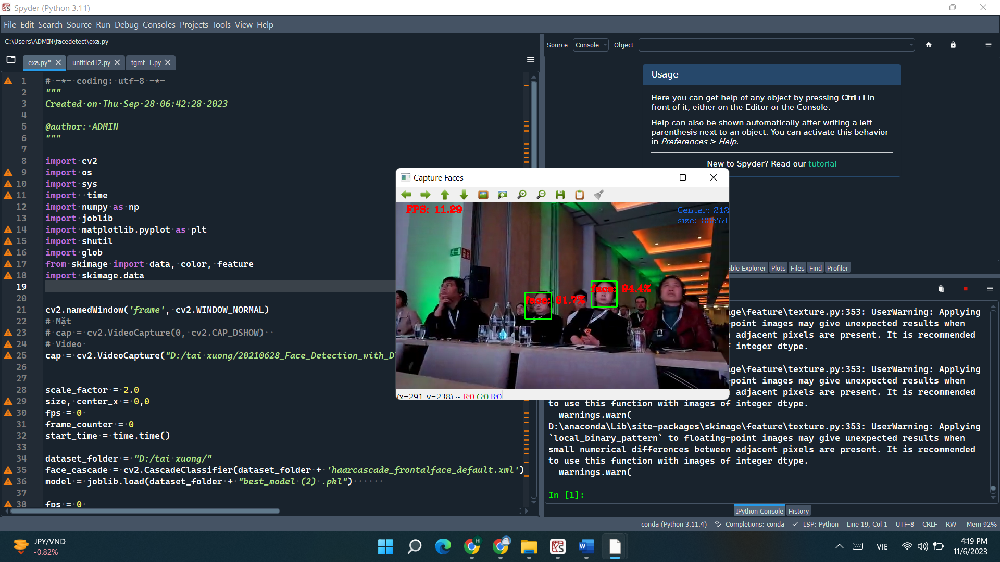 Spyder (Python 3.11)
File Edit Search Source Run Debug Consoles Projects Tools View Help
C:\Users\ADMIN\facedetect\exa.py
exa.py* untitled12.py tgmt_1.py
1 # -*- coding: utf-8 -*-
2 """
3 Created on Thu Sep 28 06:42:28 2023
4
5 @author: ADMIN
6 """
7
8 import cv2
9 import os
10 import sys
11 import  time
12 import numpy as np
13 import joblib
14 import matplotlib.pyplot as plt
15 import shutil
16 import glob
17 from skimage import data, color, feature
18 import skimage.data
19
20
21 cv2.namedWindow('frame', cv2.WINDOW_NORMAL)
22 # Mặt
23 # cap = cv2.VideoCapture(0, cv2.CAP_DSHOW)
24 # Video
25 cap = cv2.VideoCapture("D:/tai xuong/20210628_Face_Detection_with_D
26
27
28 scale_factor = 2.0
29 size, center_x = 0,0
30 fps = 0
31 frame_counter = 0
32 start_time = time.time()
33
34 dataset_folder = "D:/tai xuong/"
35 face_cascade = cv2.CascadeClassifier(dataset_folder + 'haarcascade_frontalface_default.xml')
36 model = joblib.load(dataset_folder + "best_model (2) .pkl")
37
38 fps = 0
Source Console Object
Usage
Here you can get help of any object by pressing Ctrl+I in
front of it, either on the Editor or the Console.
Help can also be shown automatically after writing a left
parenthesis next to an object. You can activate this behavior
in Preferences > Help.
New to Spyder? Read our tutorial
Capture Faces
FPS: 11.29
Center: 212
size: 33578
face: 81.7%
face: 94.4%
(x=291, y=238) ~ R:0 G:0 B:0
able Explorer Plots Files Find Profiler
age\feature\texture.py:353: UserWarning: Applying
point images may give unexpected results when
adjacent pixels are present. It is recommended
integer dtype.
age\feature\texture.py:353: UserWarning: Applying
point images may give unexpected results when
adjacent pixels are present. It is recommended
to use this function with images of integer dtype.
warnings.warn(
D:\anaconda\Lib\site-packages\skimage\feature\texture.py:353: UserWarning: Applying
`local_binary_pattern` to floating-point images may give unexpected results when
small numerical differences between adjacent pixels are present. It is recommended
to use this function with images of integer dtype.
warnings.warn(
In [1]:
IPython Console History
conda (Python 3.11.4) Completions: conda LSP: Python Line 19, Col 1 UTF-8 CRLF RW Mem 92%
JPY/VND
-0.82%
H
W
VIE
4:19 PM
11/6/2023